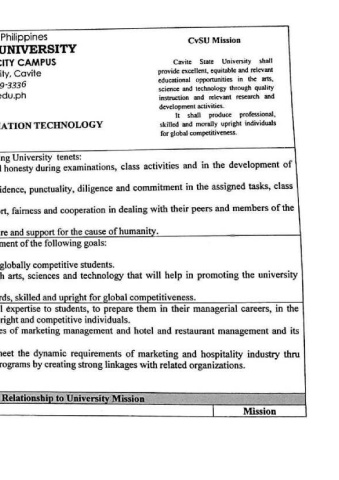 Philippines
UNIVERSITY
CITY CAMPUS
ity, Cavite
9-3336
edu.ph
ATION TECHNOLOGY
CvSU Mission
Cavite State University shall
provide excellent, equitable and relevant
educational opportunities in the arts,
science and technology through quality
instruction and relevant research and
development activities.
It shall produce professional,
skilled and morally upright individuals
for global competitiveness.
ng University tenets:
l honesty during examinations, class activities and in the development of
idence, punctuality, diligence and commitment in the assigned tasks, class
rt, fairness and cooperation in dealing with their peers and members of the
re and support for the cause of humanity.
ment of the following goals:
globally competitive students.
h arts, sciences and technology that will help in promoting the university
rds, skilled and upright for global competitiveness.
l expertise to students, to prepare them in their managerial careers, in the
right and competitive individuals.
es of marketing management and hotel and restaurant management and its
neet the dynamic requirements of marketing and hospitality industry thru
rograms by creating strong linkages with related organizations.
Relationship to University Mission
Mission